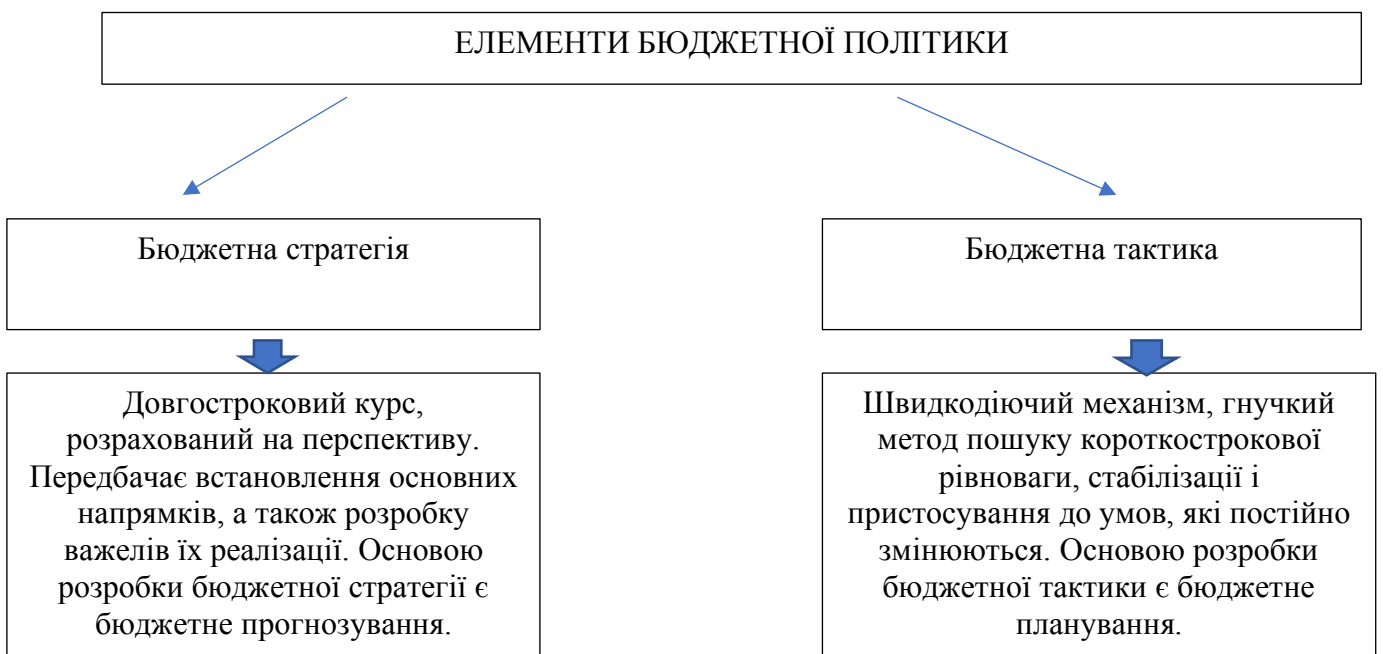 ЕЛЕМЕНТИ БЮДЖЕТНОЇ ПОЛІТИКИ
Бюджетна стратегія
Бюджетна тактика
Довгостроковий курс,
розрахований на перспективу.
Передбачає встановлення основних
напрямків, а також розробку
важелів їх реалізації. Основою
розробки бюджетної стратегії є
бюджетне прогнозування.
Швидкодіючий механізм, гнучкий
метод пошуку короткострокової
рівноваги, стабілізації і
пристосування до умов, які постійно
змінюються. Основою розробки
бюджетної тактики є бюджетне
планування.